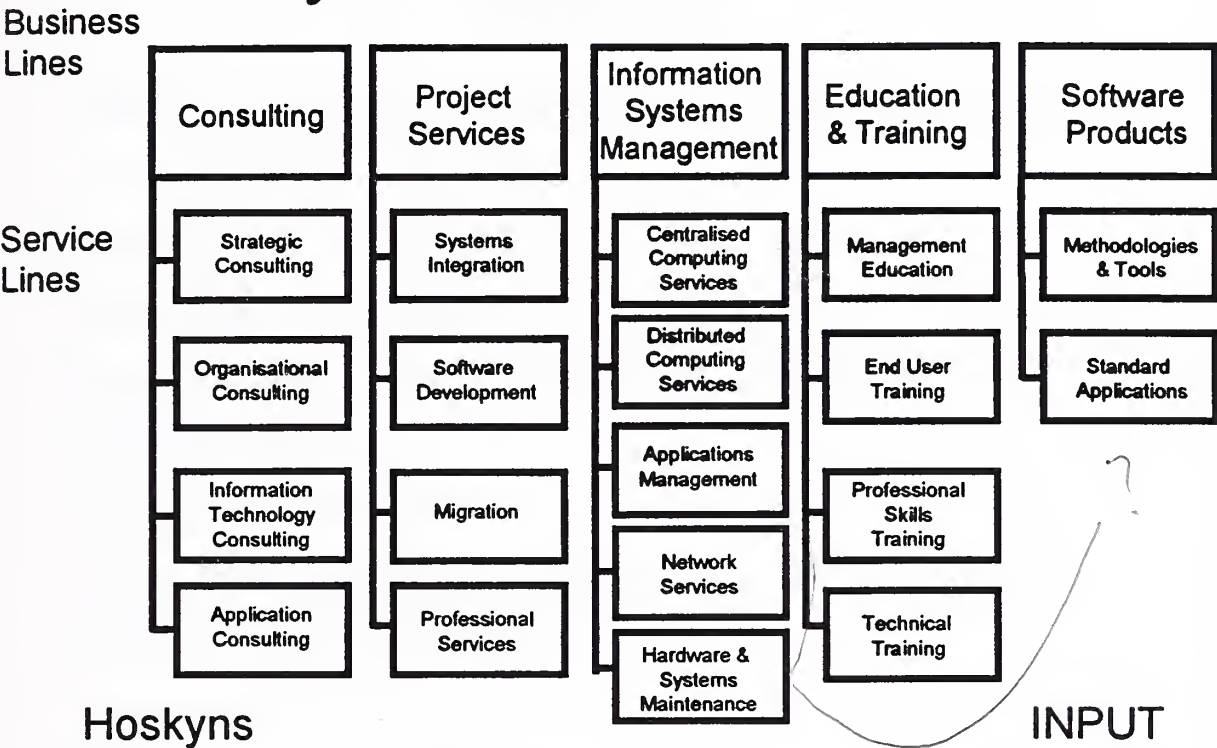 Business
Lines
Consulting
Project
Services
Information
Systems
Management
Education
& Training
Software
Products
Service
Lines
Strategic
Consulting
Organisational
Consulting
Information
Technology
Consulting
Application
Consulting
Systems
Integration
Software
Development
Migration
Professional
Services
Centralised
Computing
Services
Distributed
Computing
Services
Applications
Management
Network
Services
Hardware &
Systems
Maintenance
Management
Education
End User
Training
Professional
Skills
Training
Technical
Training
Methodologies
& Tools
Standard
Applications
?
Hoskyns
INPUT